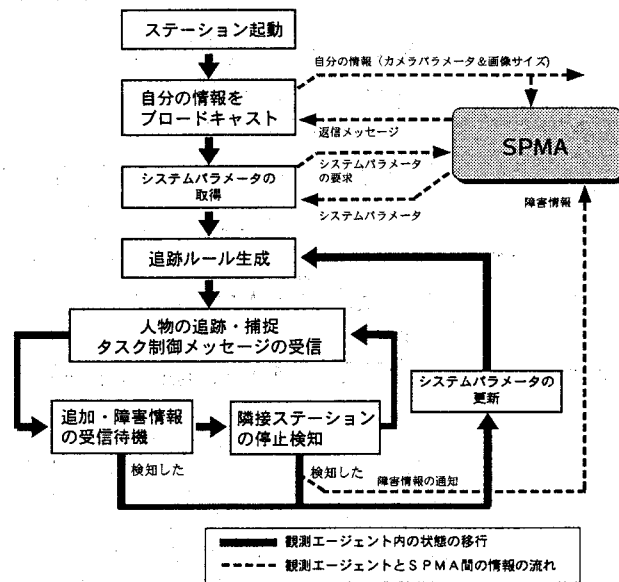 ステーション起動
自分の情報（カメラパラメータ＆画像サイズ）
自分の情報を
ブロードキャスト
返信メッセージ
SPMA
システムパラメータ
の要求
システムパラメータの
取得
システムパラメータ
障害情報
追跡ルール生成
人物の追跡・捕捉
タスク制御メッセージの受信
システムパラメータの
更新
追加・障害情報
の受信待機
隣接ステーション
の停止検知
検知した
検知した
障害情報の通知
観測エージェント内の状態の移行
観測エージェントとＳＰＭＡ間の情報の流れ